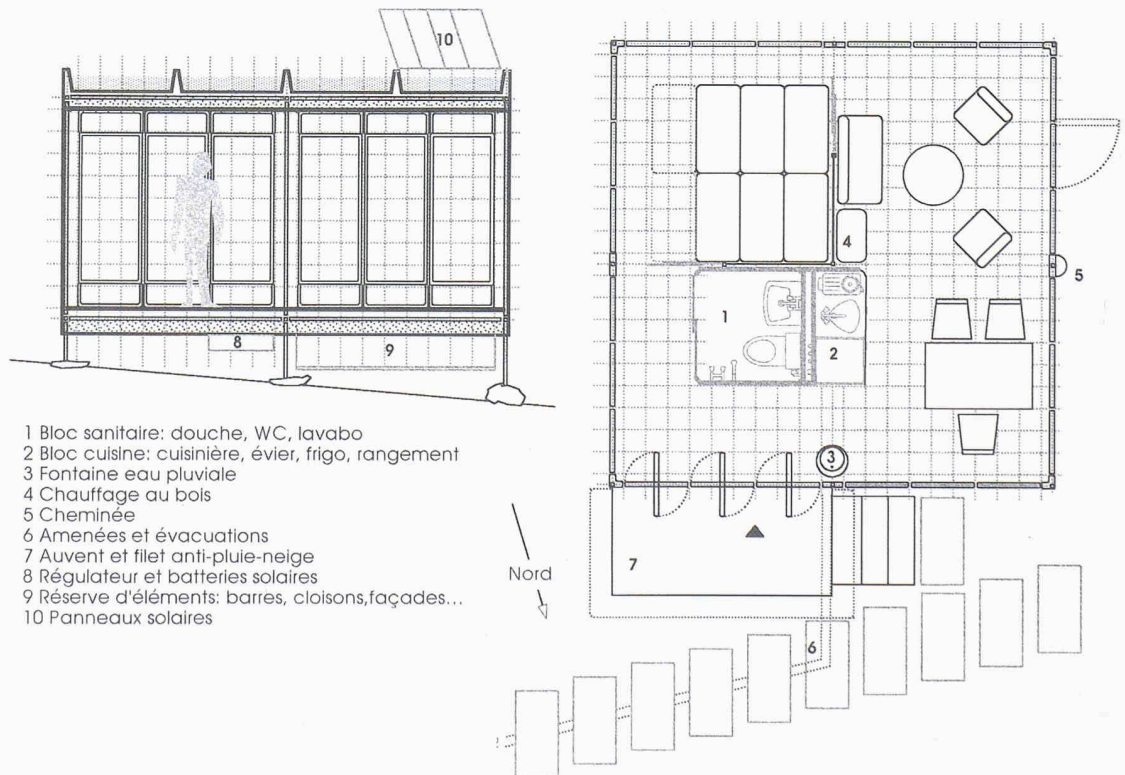 10
8
9
1 Bloc sanitaire: douche, WC, lavabo
2 Bloc cuisine: cuisinière, évier, frigo, rangement
3 Fontaine eau pluviale
4 Chauffage au bois
5 Cheminée
6 Amenées et évacuations
7 Auvent et filet anti-pluie-neige
8 Régulateur et batteries solaires
9 Réserve d'éléments: barres, cloisons,façades...
10 Panneaux solaires
Nord
4
5
1
2
3
7
6